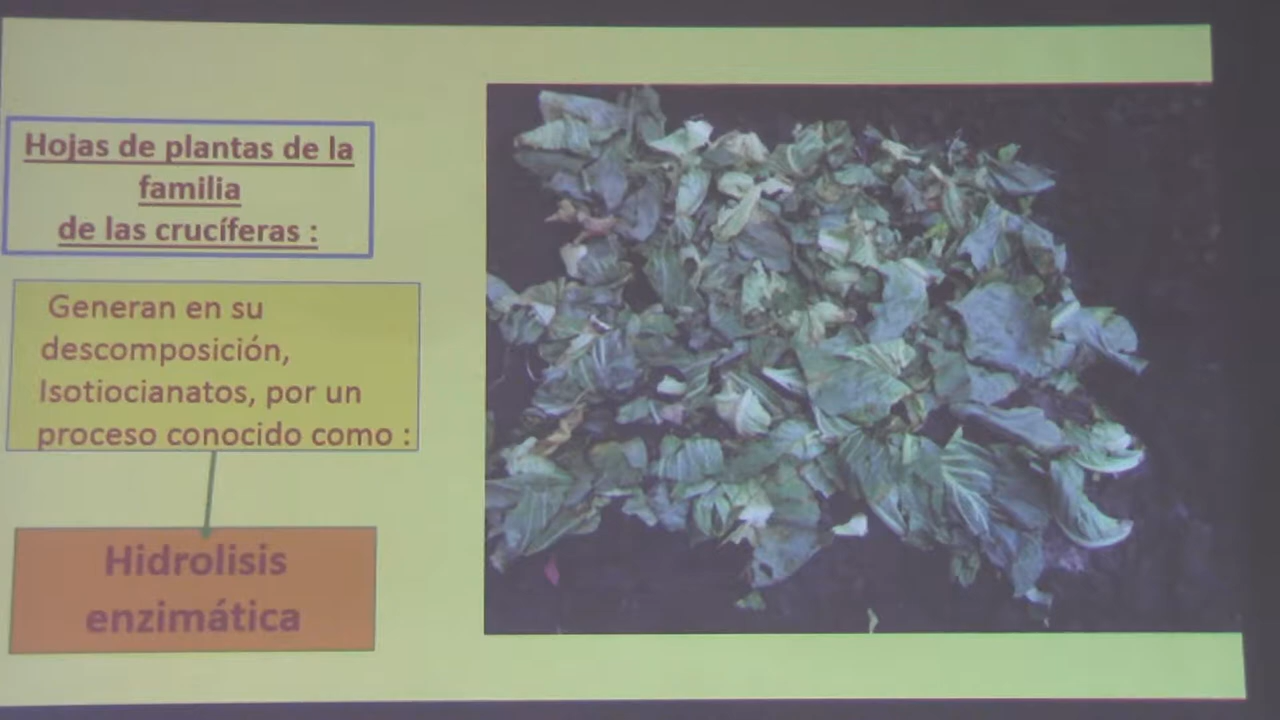 Hojas de plantas de la
familia
de las crucíferas :
Generan en su
descomposición,
Isotiocianatos, por un
proceso conocido como :
Hidrolisis
enzimática